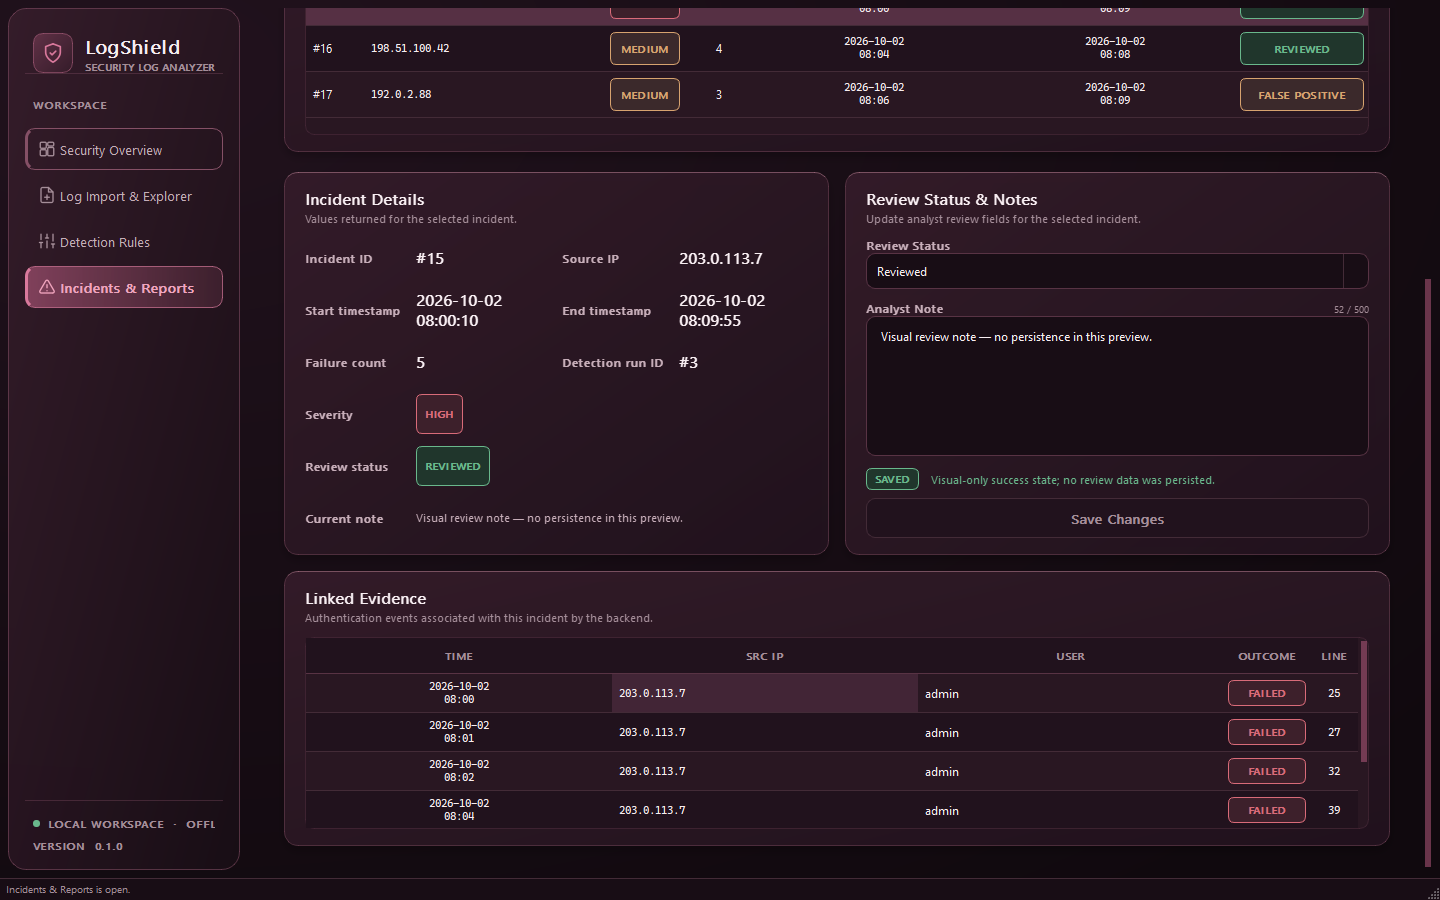 LogShield
SECURITY LOG ANALYZER
WORKSPACE
Security Overview
Log Import & Explorer
Detection Rules
Incidents & Reports
LOCAL WORKSPACE · OFFL
VERSION 0.1.0
08:00 08:09
#16 198.51.100.42 MEDIUM 4 2026-10-02 08:04 2026-10-02 08:08 REVIEWED
#17 192.0.2.88 MEDIUM 3 2026-10-02 08:06 2026-10-02 08:09 FALSE POSITIVE
Incident Details
Values returned for the selected incident.
Incident ID #15 Source IP 203.0.113.7
Start timestamp 2026-10-02 08:00:10 End timestamp 2026-10-02 08:09:55
Failure count 5 Detection run ID #3
Severity HIGH
Review status REVIEWED
Current note Visual review note — no persistence in this preview.
Review Status & Notes
Update analyst review fields for the selected incident.
Review Status
Reviewed
Analyst Note 52 / 500
Visual review note — no persistence in this preview.
SAVED Visual-only success state; no review data was persisted.
Save Changes
Linked Evidence
Authentication events associated with this incident by the backend.
TIME SRC IP USER OUTCOME LINE
2026-10-02 08:00 203.0.113.7 admin FAILED 25
2026-10-02 08:01 203.0.113.7 admin FAILED 27
2026-10-02 08:02 203.0.113.7 admin FAILED 32
2026-10-02 08:04 203.0.113.7 admin FAILED 39
Incidents & Reports is open.